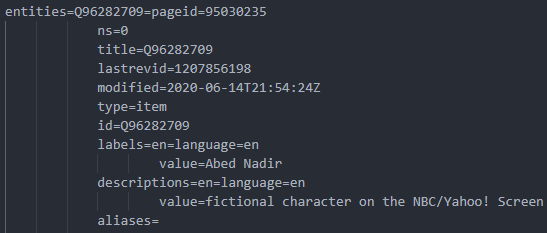 entities=Q96282709=pageid=95030235
ns=0
title=Q96282709
lastrevid=1207856198
modified=2020-06-14T21:54:24Z
type=item
id=Q96282709
labels=en=language=en
value=Abed Nadir
descriptions=en=language=en
value=fictional character on the NBC/Yahoo! Screen
aliases=